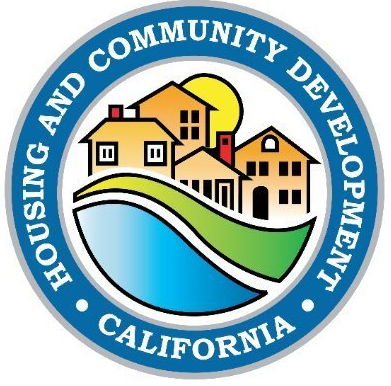 HOUSING AND COMMUNITY DEVELOPMENT
• CALIFORNIA •